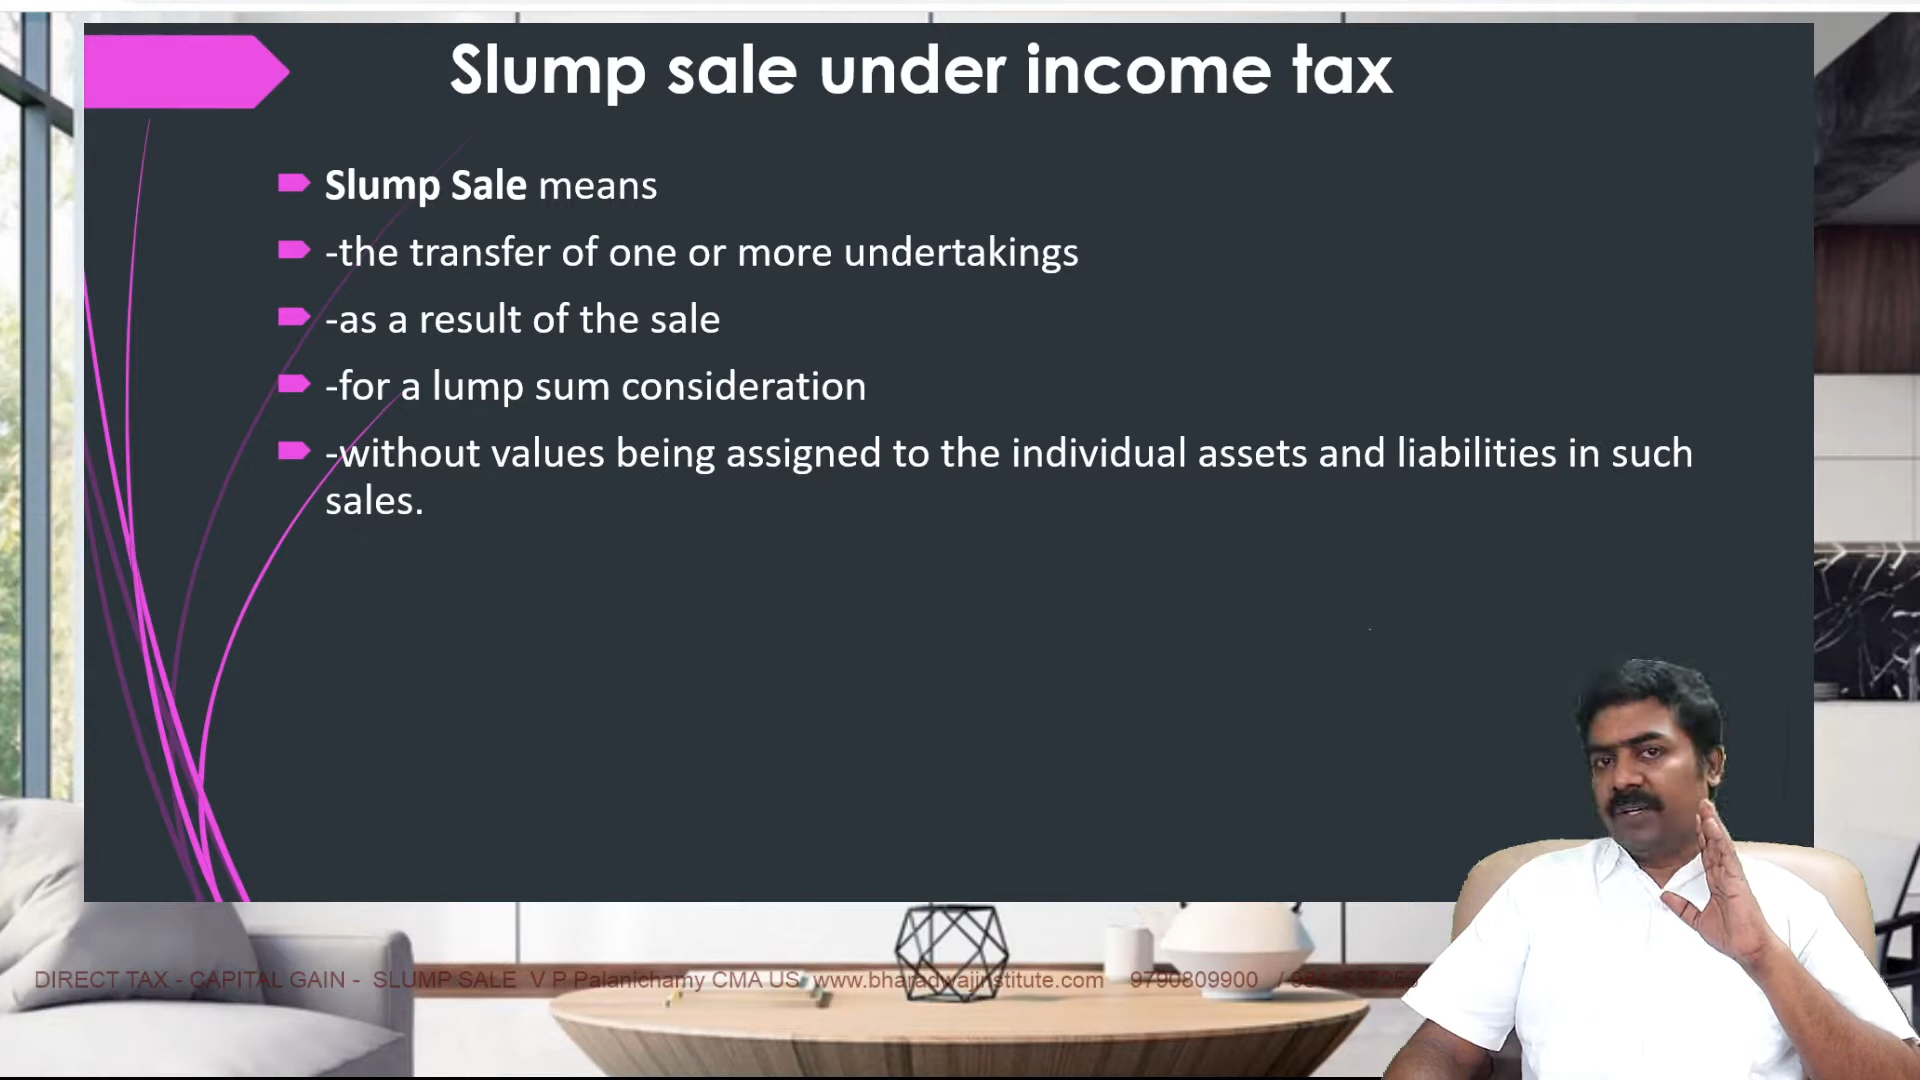 Slump sale under income tax
Slump Sale means
-the transfer of one or more undertakings
-as a result of the sale
-for a lump sum consideration
-without values being assigned to the individual assets and liabilities in such
sales.
DIRECT TAX - CAPITAL GAIN - SLUMP SALE V P Palanichamy CMA US www.bharadwajinstitute.com 9790809900 /